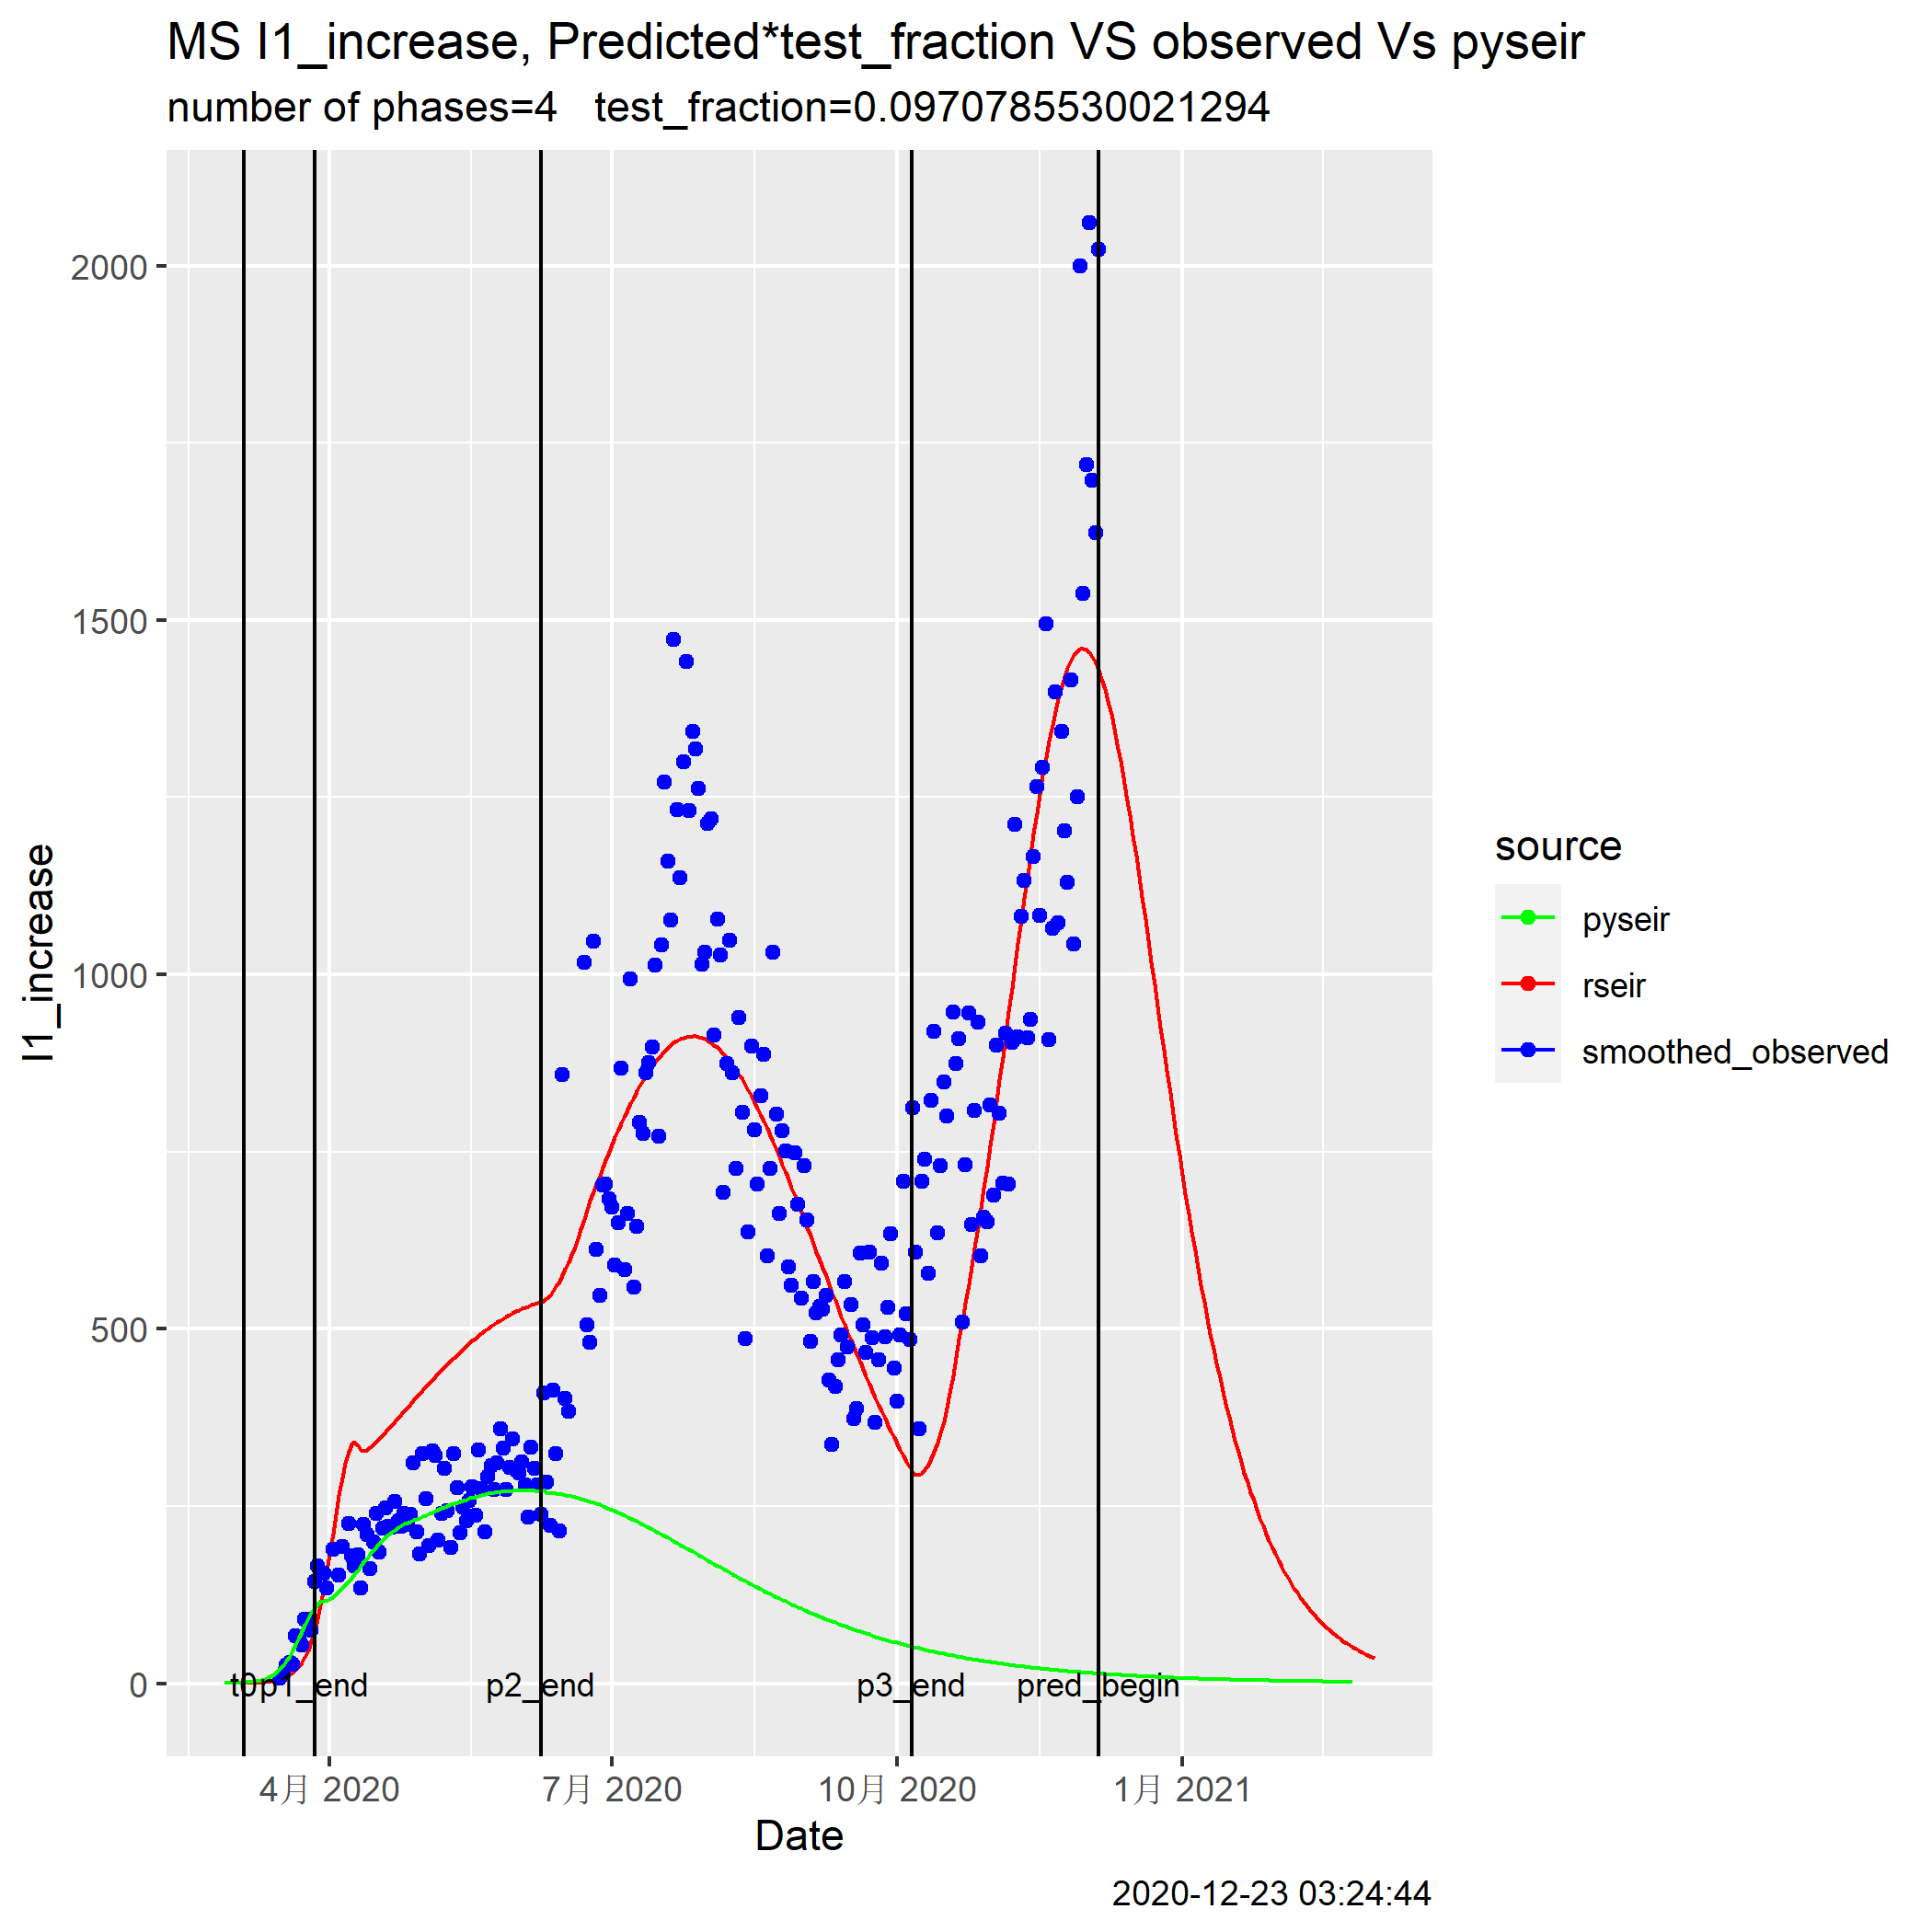 MS I1_increase, Predicted*test_fraction VS observed Vs pyseir
number of phases=4   test_fraction=0.0970785530021294
2000
1500
1000
500
0
I1_increase
t0
p1_end
p2_end
p3_end
pred_begin
4月 2020
7月 2020
10月 2020
1月 2021
Date
source
pyseir
rseir
smoothed_observed
2020-12-23 03:24:44